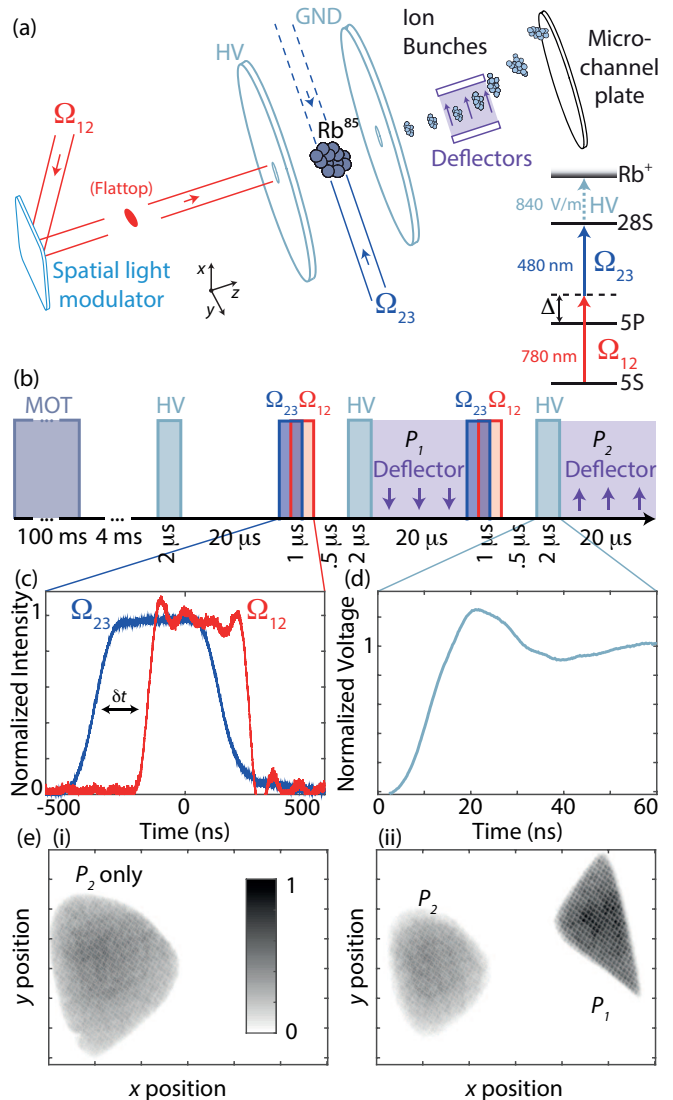 (a)
HV
GND
Ion
Bunches
Micro-
channel
plate
Ω12
Rb85
(Flattop)
Deflectors
Spatial light
modulator
x
z
y
Ω23
Rb+
840 V/m
HV
28S
480 nm
Ω23
Δ
5P
780 nm
Ω12
5S
(b)
MOT
HV
Ω23 Ω12
HV
P1
Deflector
Ω23 Ω12
HV
P2
Deflector
...
...
...
100 ms
4 ms
2 µs
20 µs
1 µs
.5 µs
2 µs
20 µs
1 µs
.5 µs
2 µs
20 µs
(c)
Ω23
Ω12
δt
Normalized Intensity
1
0
-500
0
500
Time (ns)
(d)
Normalized Voltage
1
0
20
40
60
Time (ns)
(e)
(i)
P2 only
1
0
y position
x position
(ii)
P2
P1
y position
x position